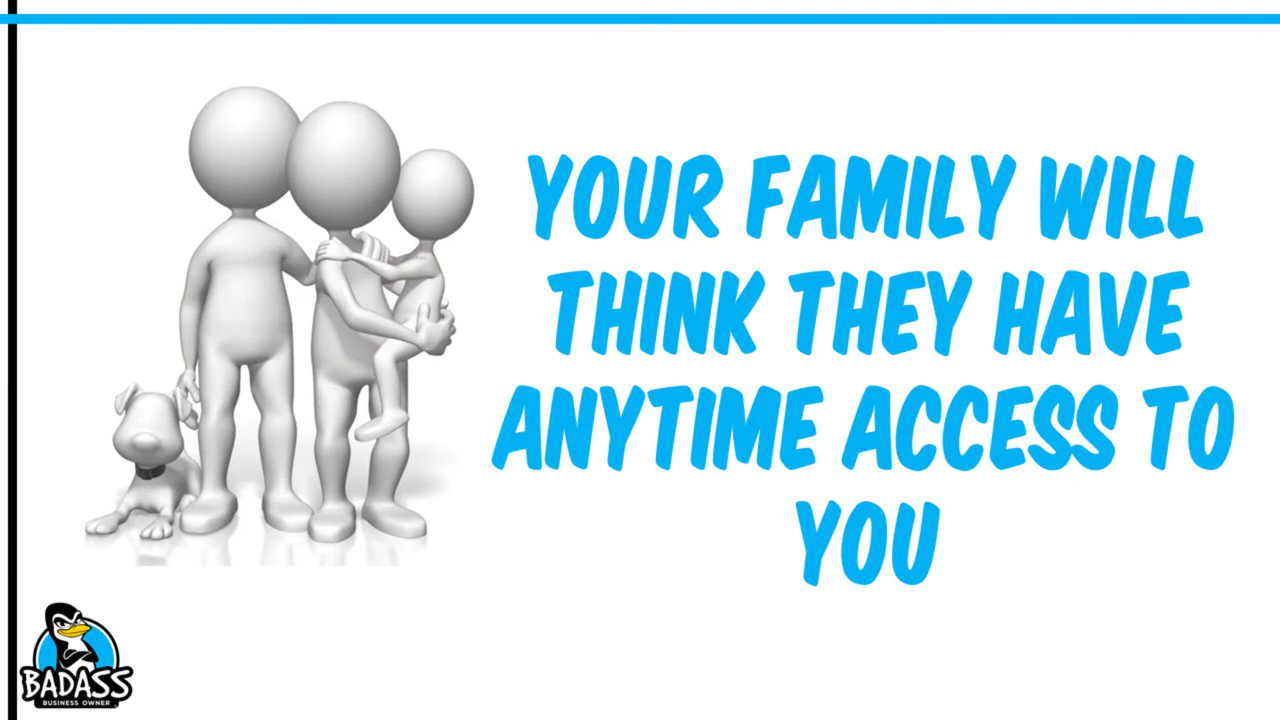 YOUR FAMILY WILL
THINK THEY HAVE
ANYTIME ACCESS TO
YOU
BADASS
BUSINESS OWNER